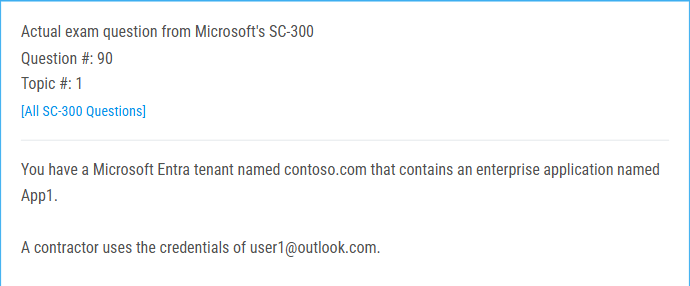 Actual exam question from Microsoft's SC-300
Question #: 90
Topic #: 1
[All SC-300 Questions]
You have a Microsoft Entra tenant named contoso.com that contains an enterprise application named
App1.
A contractor uses the credentials of user1@outlook.com.